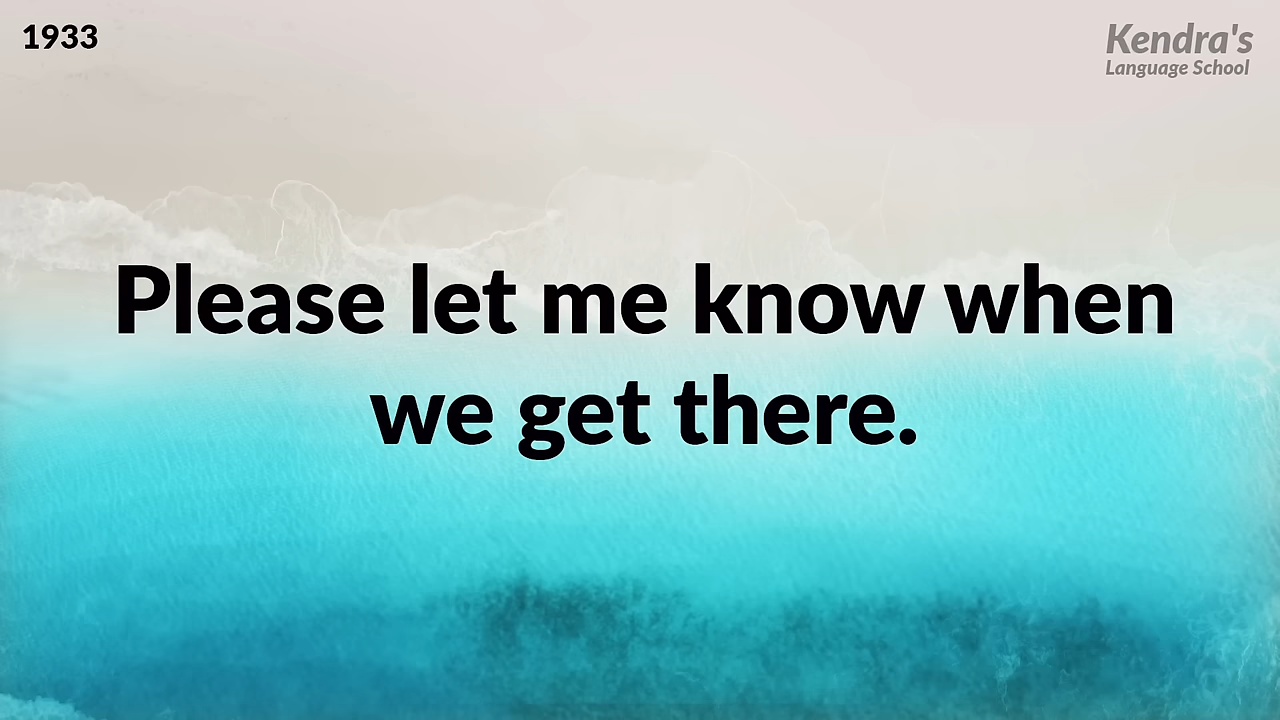 1933
Kendra's
Language School
Please let me know when
we get there.